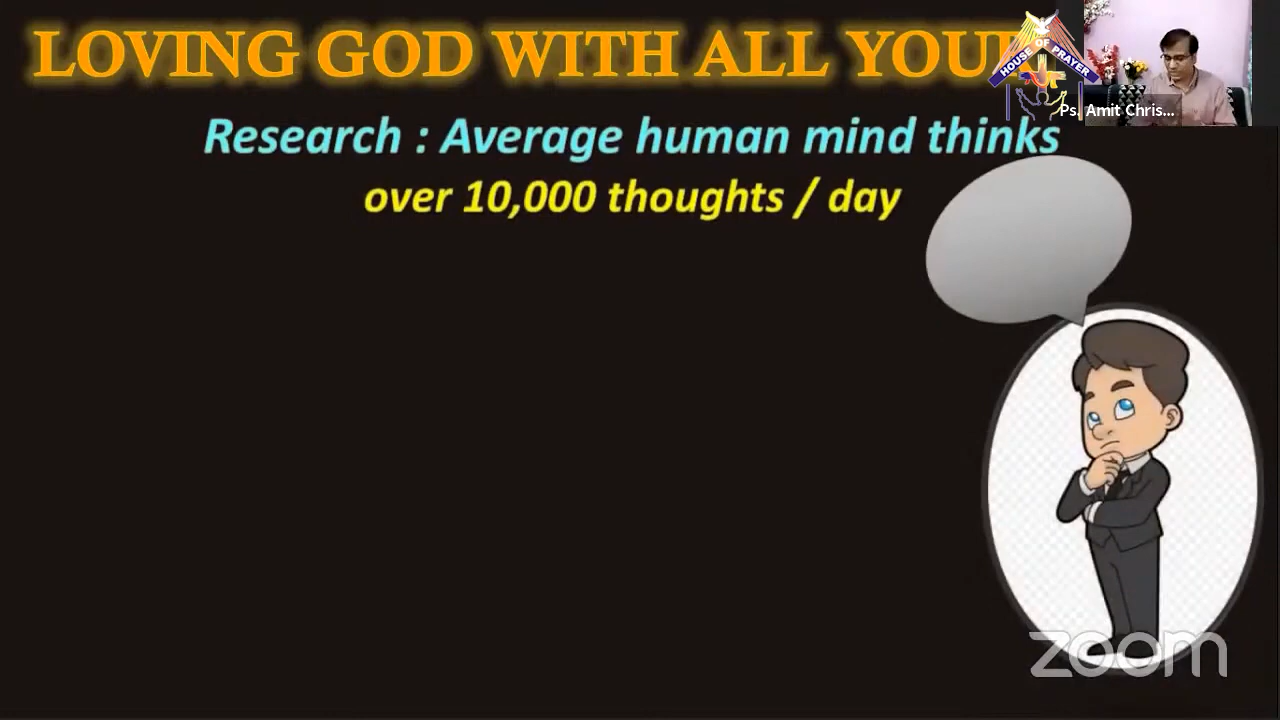 LOVING GOD WITH ALL YOUR
HOUSE OF PRAYER
Ps. Amit Chris...
Research : Average human mind thinks
over 10,000 thoughts / day
zoom